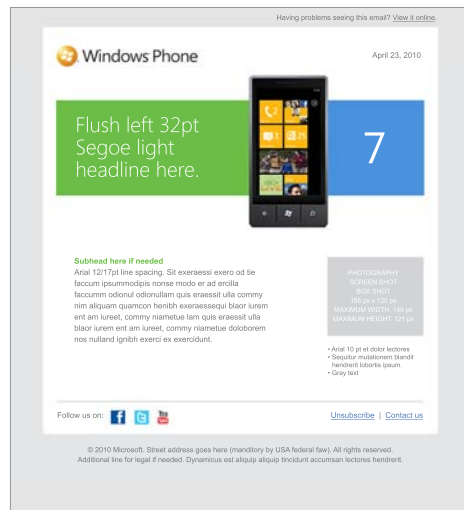 Having problems seeing this email? View it online.
Windows Phone
April 23, 2010
Flush left 32pt
Segoe light
headline here.
7
Subhead here if needed
Arial 12/17pt line spacing. Sit exeraessi exero od tie
faccum ipsummodipis nonse modo er ad ercilla
faccumm odionul odionullam quis eraessit ulla commy
nim aliquam quamcon henibh exeraessequi blaor iurem
ent am iureet, commy niametue lam quis eraessit ulla
blaor iurem ent am iureet, commy niametue doloborem
nos nulland ignibh exerci ex exercidunt.
PHOTOGRAPHY
SCREEN SHOT
BOX SHOT
196 px x 120 px
MAXIMUM WIDTH: 146 px
MAXIMUM HEIGHT: 121 px
• Arial 10 pt et dolor lectores
• Sequitur mutationem blandit
hendrerit lobortis ipsum.
• Gray text
Follow us on:
Unsubscribe | Contact us
© 2010 Microsoft. Street address goes here (manditory by USA federal faw). All rights reserved.
Additional line for legal if needed. Dynamicus est aliquip aliquip tincidunt accumsan lectores hendrerit.